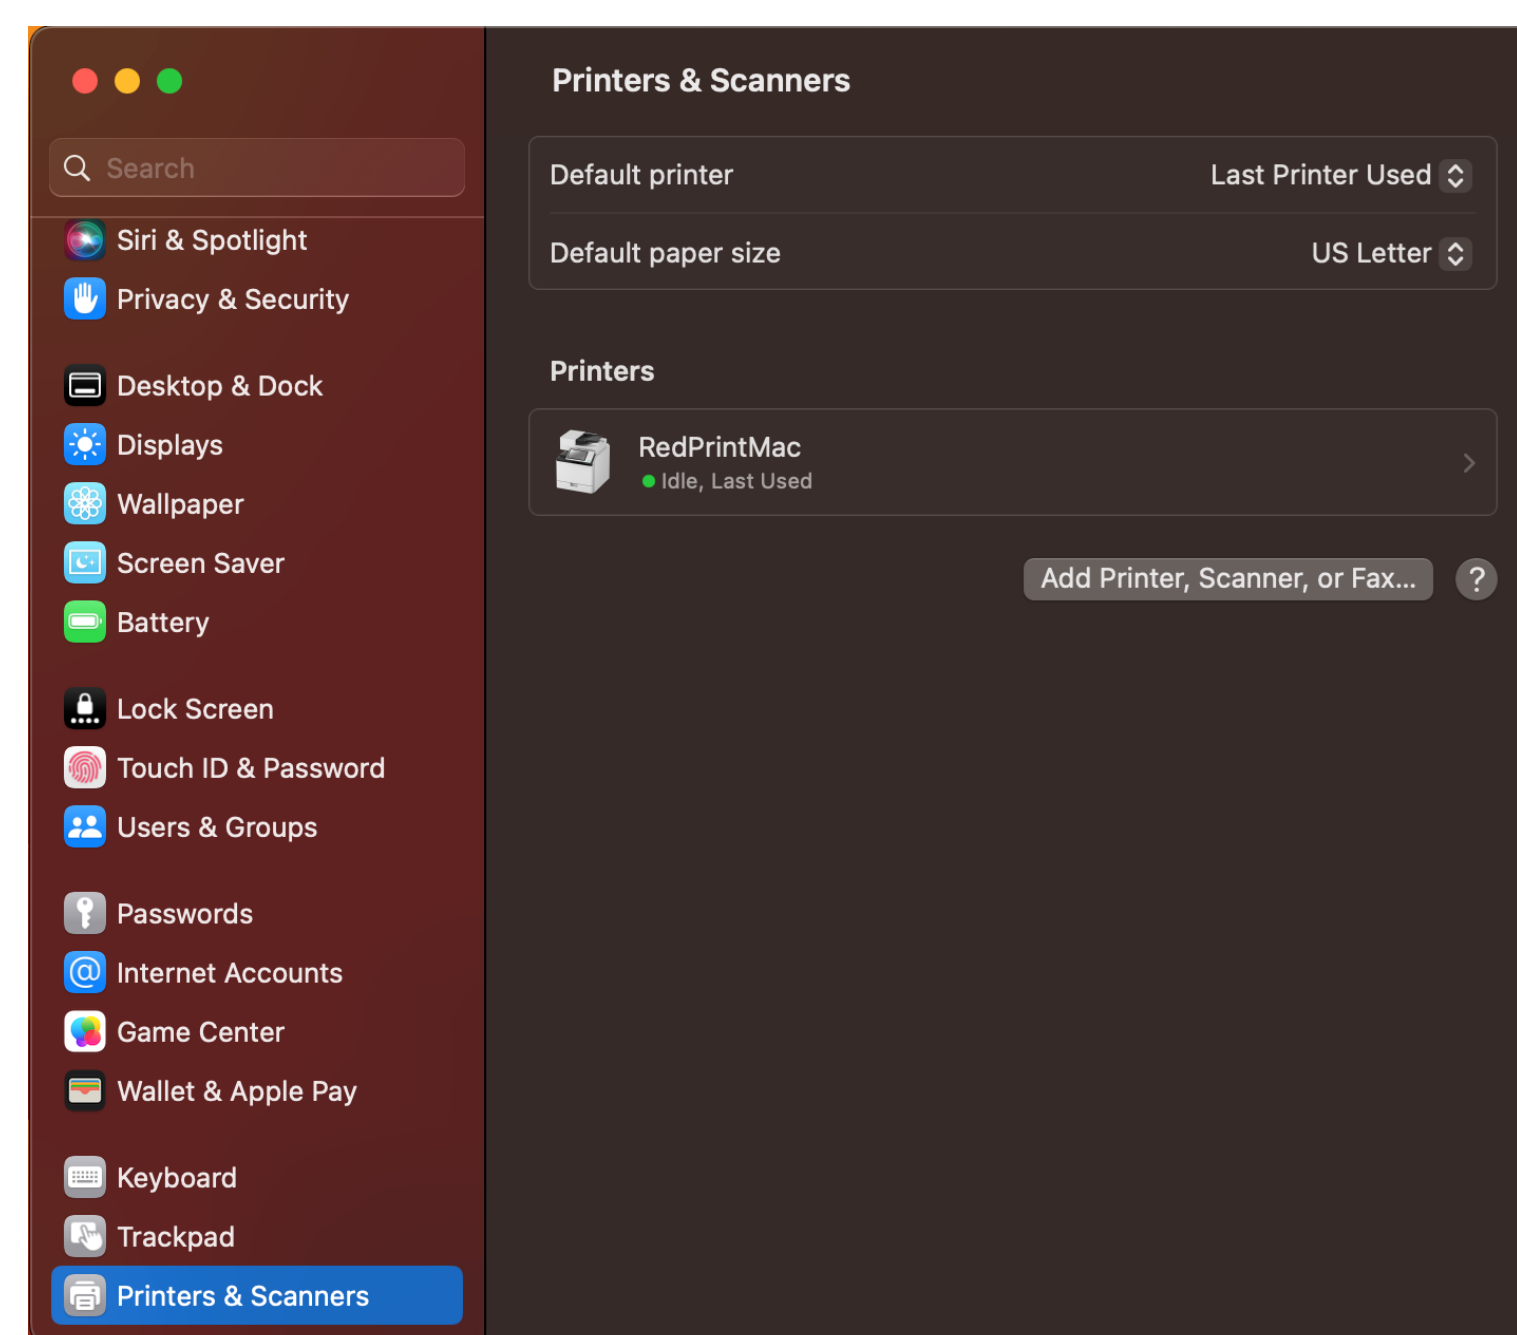 Printers & Scanners
Search
Siri & Spotlight
Privacy & Security
Desktop & Dock
Displays
Wallpaper
Screen Saver
Battery
Lock Screen
Touch ID & Password
Users & Groups
Passwords
Internet Accounts
Game Center
Wallet & Apple Pay
Keyboard
Trackpad
Printers & Scanners
Default printer Last Printer Used
Default paper size US Letter
Printers
RedPrintMac
Idle, Last Used
Add Printer, Scanner, or Fax... ?